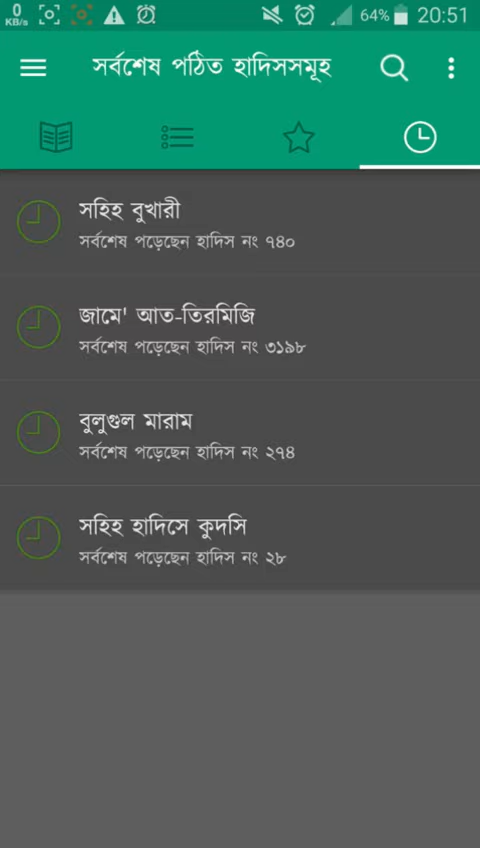 0
KB/s
64%
20:51
সর্বশেষ পঠিত হাদিসসমূহ
সহিহ বুখারী
সর্বশেষ পড়েছেন হাদিস নং ৭৪০
জামে' আত-তিরমিজি
সর্বশেষ পড়েছেন হাদিস নং ৩১৯৮
বুলুগুল মারাম
সর্বশেষ পড়েছেন হাদিস নং ২৭৪
সহিহ হাদিসে কুদসি
সর্বশেষ পড়েছেন হাদিস নং ২৮